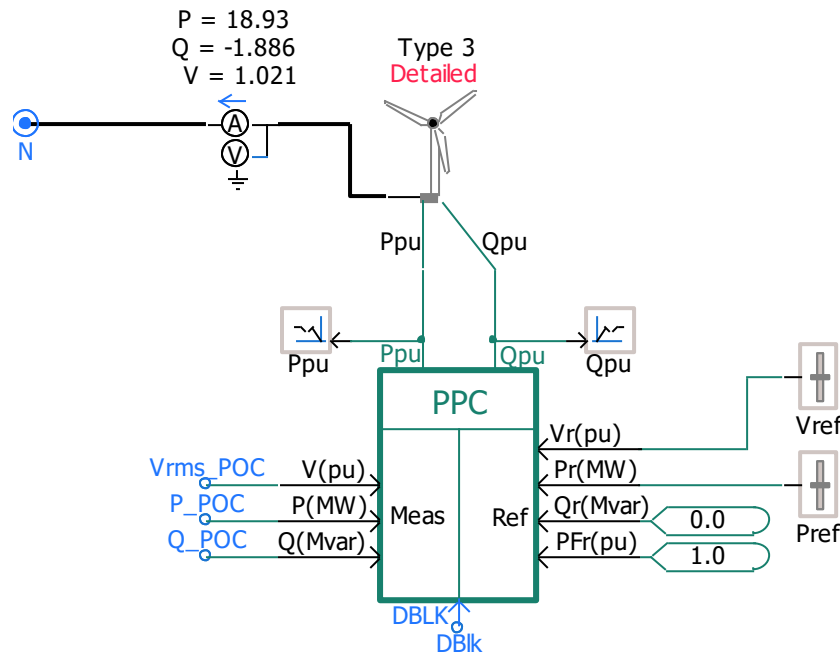 P = 18.93
Q = -1.886
V = 1.021
Type 3
Detailed
A
V
N
Ppu
Qpu
Ppu
Ppu
Qpu
Qpu
PPC
Vref
Vr(pu)
Vrms_POC
V(pu)
Pr(MW)
P_POC
P(MW)
Meas
Ref
Qr(Mvar)
0.0
Pref
Q_POC
Q(Mvar)
PFr(pu)
1.0
DBLK
DBlk